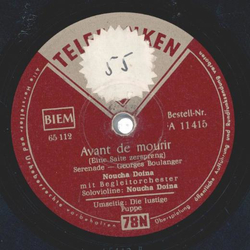 TELEFUNKEN
55
BIEM
65 112
Bestell-Nr.
A 11415
Avant de mourir
(Eine Saite zersprang)
Serenade - Georges Boulanger
Noucha Doina
mit Begleitorchester
Solovioline: Noucha Doina
Umseitig: Die lustige
Puppe
78N